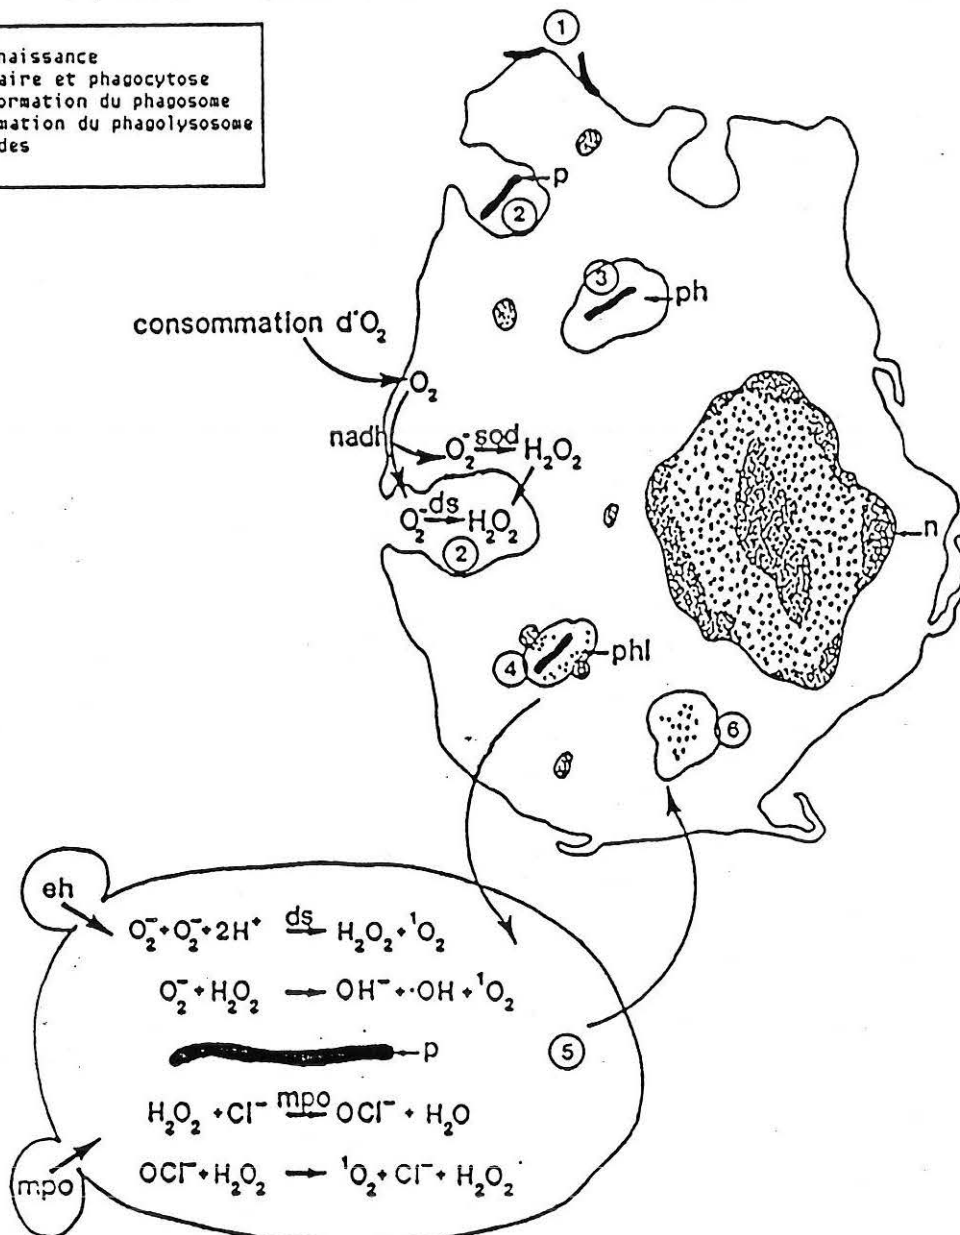 naissance
aire et phagocytose
ormation du phagosome
mation du phagolysosome
des
1
p
2
3
ph
consommation d'O₂
O₂
nadh
O₂⁻ sod → H₂O₂
O₂⁻ ds → H₂O₂
2
n
4
phl
6
eh
O₂⁻ + O₂⁻ + 2H⁺ ds → H₂O₂ + ¹O₂
O₂⁻ + H₂O₂ → OH⁻ + ·OH + ¹O₂
p
5
H₂O₂ + Cl⁻ mpo → OCl⁻ + H₂O
OCl⁻ + H₂O₂ → ¹O₂ + Cl⁻ + H₂O₂
mpo